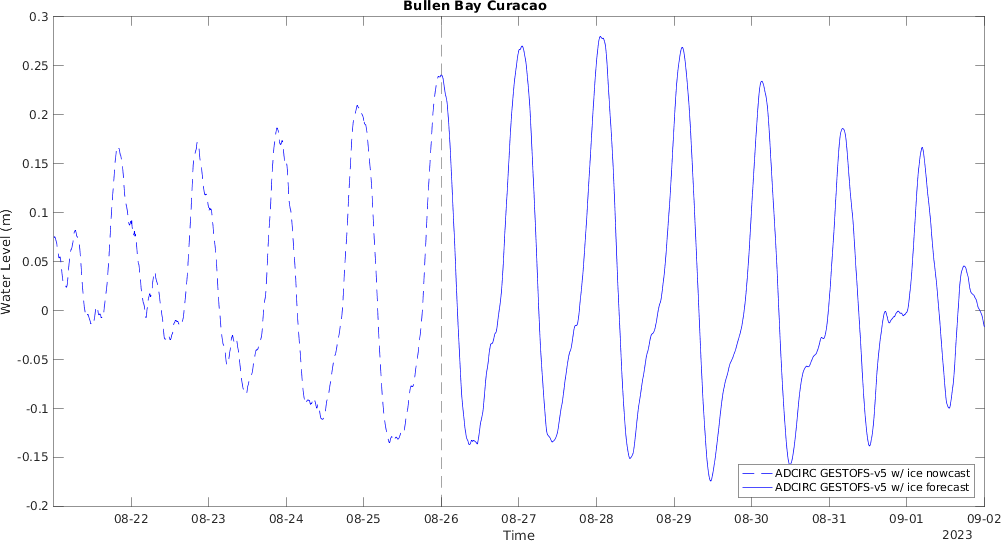 Bullen Bay Curacao
0.3
0.25
0.2
0.15
0.1
0.05
0
-0.05
-0.1
-0.15
-0.2
Water Level (m)
ADCIRC GESTOFS-v5 w/ ice nowcast
ADCIRC GESTOFS-v5 w/ ice forecast
08-22 08-23 08-24 08-25 08-26 08-27 08-28 08-29 08-30 08-31 09-01 09-02
Time
2023